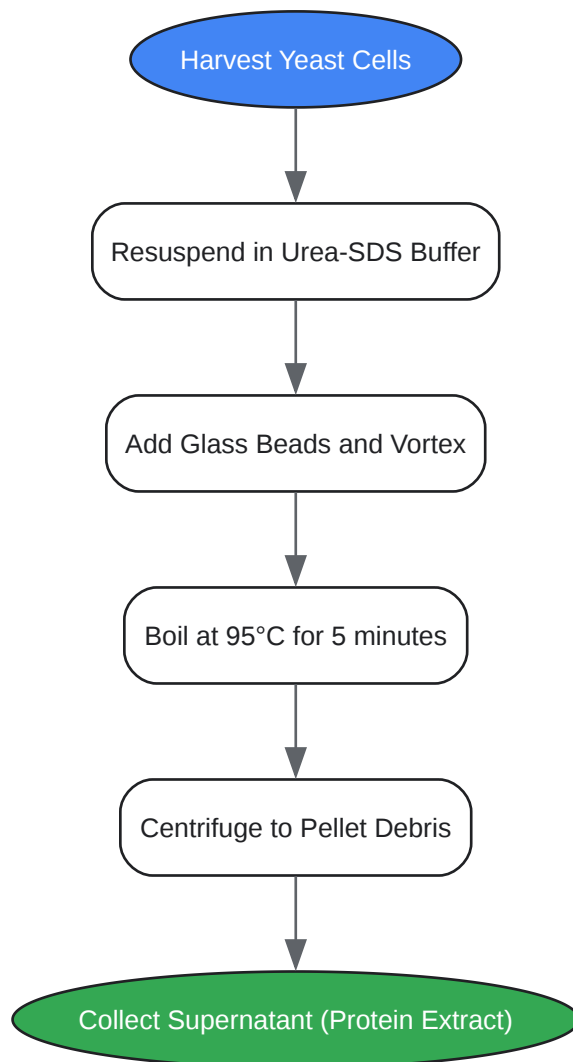 Harvest Yeast Cells
Resuspend in Urea-SDS Buffer
Add Glass Beads and Vortex
Boil at 95°C for 5 minutes
Centrifuge to Pellet Debris
Collect Supernatant (Protein Extract)